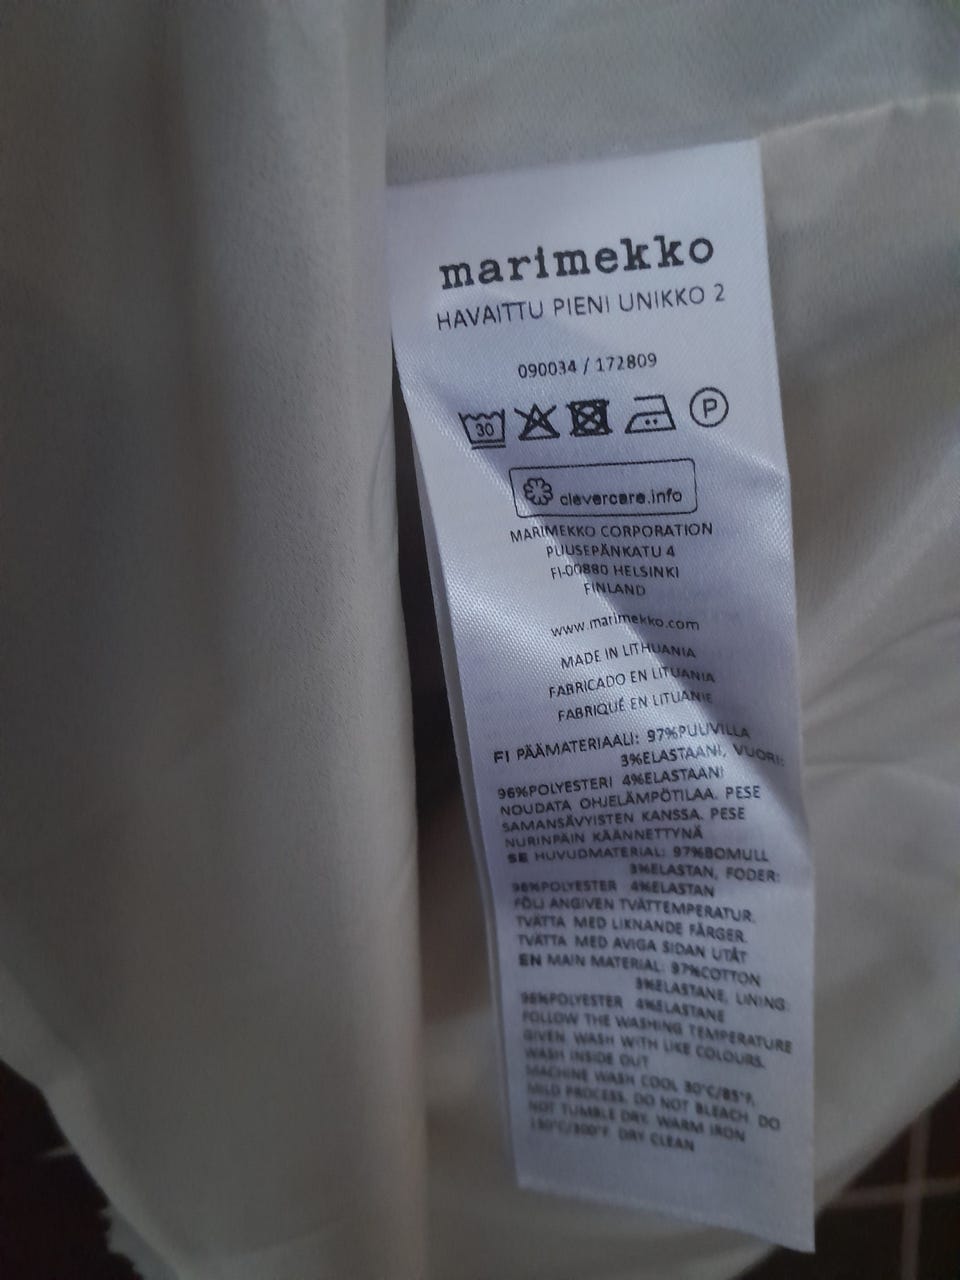 marimekko
HAVAITTU PIENI UNIKKO 2
090034 / 172809
30 P
clevercare.info
MARIMEKKO CORPORATION
PUUSEPÄNKATU 4
FI-00880 HELSINKI
FINLAND
www.marimekko.com
MADE IN LITHUANIA
FABRICADO EN LITUANIA
FABRIQUÉ EN LITUANIE
FI PÄÄMATERIAALI: 97%PUUVILLA
3%ELASTAANI, VUORI:
96%POLYESTERI 4%ELASTAANI
NOUDATA OHJELÄMPÖTILAA. PESE
SAMANSÄVYISTEN KANSSA. PESE
NURINPÄIN KÄÄNNETTYNÄ
SE HUVUDMATERIAL: 97%BOMULL
3%ELASTAN, FODER:
96%POLYESTER 4%ELASTAN
FÖLJ ANGIVEN TVÄTTEMPERATUR.
TVÄTTA MED LIKNANDE FÄRGER.
TVÄTTA MED AVIGA SIDAN UTÅT
EN MAIN MATERIAL: 97%COTTON
3%ELASTANE, LINING:
96%POLYESTER 4%ELASTANE
FOLLOW THE WASHING TEMPERATURE
GIVEN. WASH WITH LIKE COLOURS.
WASH INSIDE OUT
MACHINE WASH COOL 30°C/85°F,
MILD PROCESS. DO NOT BLEACH. DO
NOT TUMBLE DRY. WARM IRON
150°C/300°F. DRY CLEAN